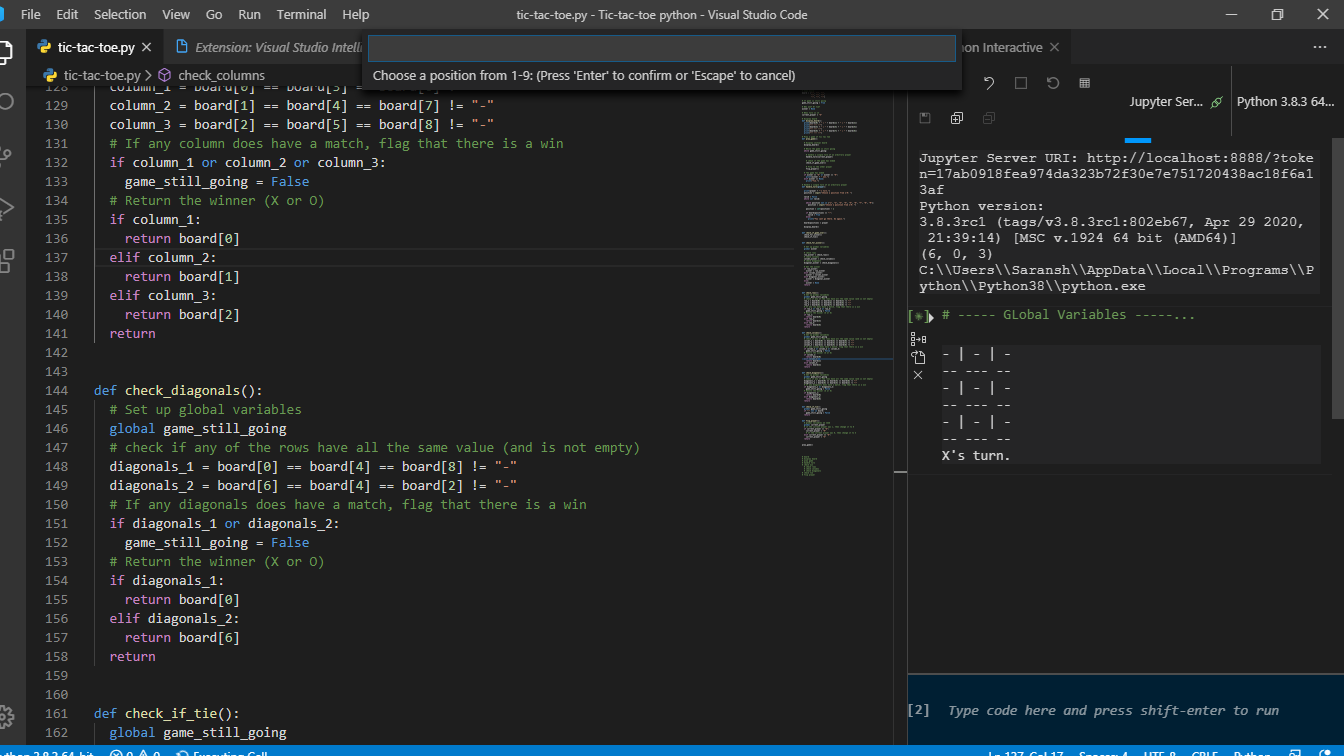 File Edit Selection View Go Run Terminal Help
tic-tac-toe.py - Tic-tac-toe python - Visual Studio Code
tic-tac-toe.py
Extension: Visual Studio Intelli
on Interactive
tic-tac-toe.py > check_columns
Choose a position from 1-9: (Press 'Enter' to confirm or 'Escape' to cancel)
128 column_1 = board[0] == board[3] =
129 column_2 = board[1] == board[4] == board[7] != "-"
130 column_3 = board[2] == board[5] == board[8] != "-"
131 # If any column does have a match, flag that there is a win
132 if column_1 or column_2 or column_3:
133 game_still_going = False
134 # Return the winner (X or O)
135 if column_1:
136 return board[0]
137 elif column_2:
138 return board[1]
139 elif column_3:
140 return board[2]
141 return
142
143
144 def check_diagonals():
145 # Set up global variables
146 global game_still_going
147 # check if any of the rows have all the same value (and is not empty)
148 diagonals_1 = board[0] == board[4] == board[8] != "-"
149 diagonals_2 = board[6] == board[4] == board[2] != "-"
150 # If any diagonals does have a match, flag that there is a win
151 if diagonals_1 or diagonals_2:
152 game_still_going = False
153 # Return the winner (X or O)
154 if diagonals_1:
155 return board[0]
156 elif diagonals_2:
157 return board[6]
158 return
159
160
161 def check_if_tie():
162 global game_still_going
Jupyter Ser... Python 3.8.3 64...
Jupyter Server URI: http://localhost:8888/?toke
n=17ab0918fea974da323b72f30e7e751720438ac18f6a1
3af
Python version:
3.8.3rc1 (tags/v3.8.3rc1:802eb67, Apr 29 2020,
21:39:14) [MSC v.1924 64 bit (AMD64)]
(6, 0, 3)
C:\\Users\\Saransh\\AppData\\Local\\Programs\\P
ython\\Python38\\python.exe
[*] # ----- GLobal Variables -----...
- | - | -
-- --- --
- | - | -
-- --- --
- | - | -
-- --- --
X's turn.
[2] Type code here and press shift-enter to run
ython 3.8.3 64-bit 0 0 Executing Cell
Ln 137, Col 17 Spaces: 4 UTF-8 CRLF Python